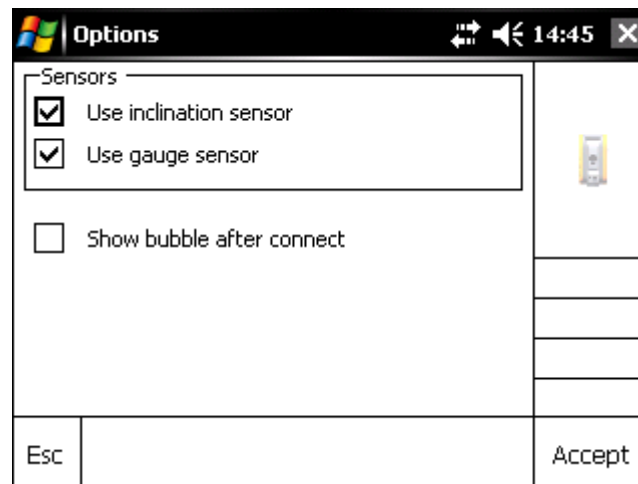 Options 14:45
Sensors
Use inclination sensor
Use gauge sensor
Show bubble after connect
Esc Accept